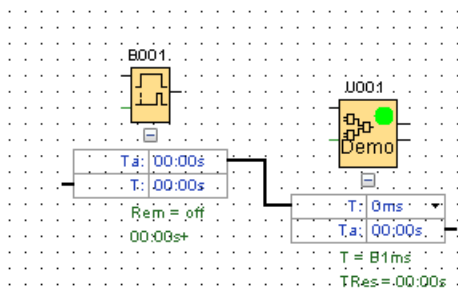 B001
U001
Demo
Ta: 00:00s
T: 00:00s
T: 0ms
Ta: 00:00s
Rem = off
00:00s+
T = B1ms
TRes = 00:00s